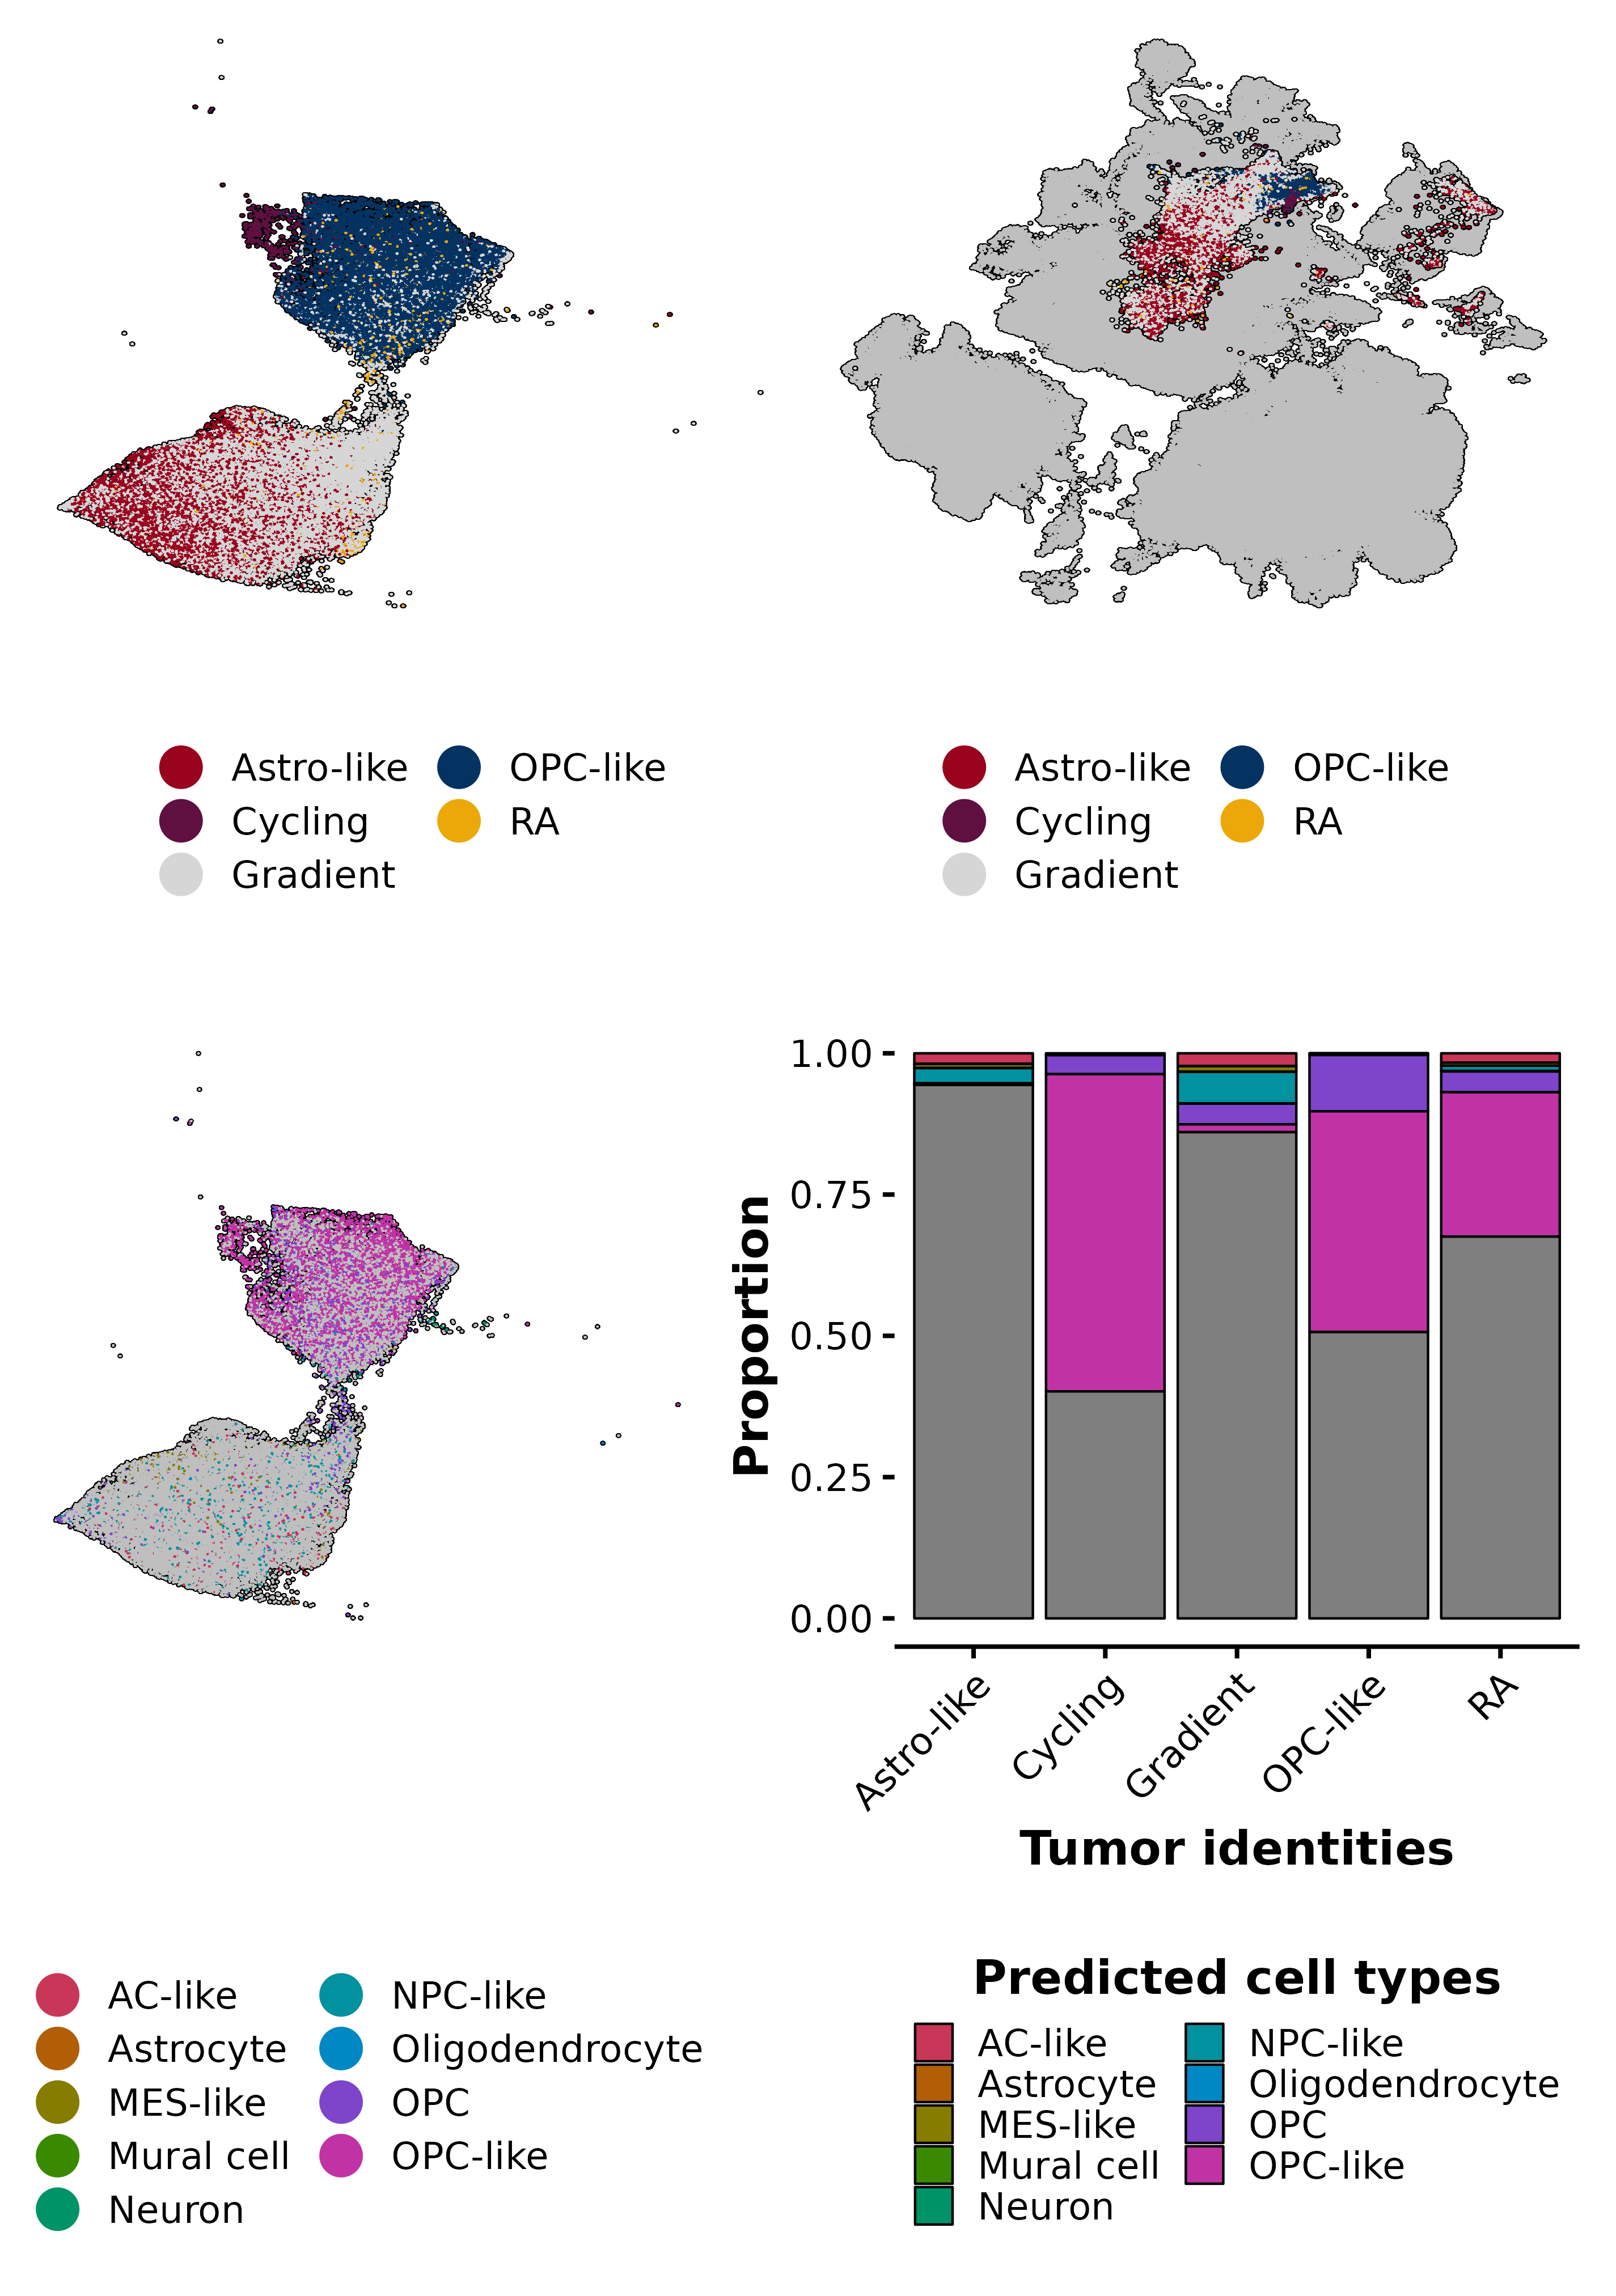 Astro-like
OPC-like
Cycling
RA
Gradient
Astro-like
OPC-like
Cycling
RA
Gradient
1.00
0.75
0.50
0.25
0.00
Proportion
Astro-like
Cycling
Gradient
OPC-like
RA
Tumor identities
AC-like
NPC-like
Astrocyte
Oligodendrocyte
MES-like
OPC
Mural cell
OPC-like
Neuron
Predicted cell types
AC-like
NPC-like
Astrocyte
Oligodendrocyte
MES-like
OPC
Mural cell
OPC-like
Neuron